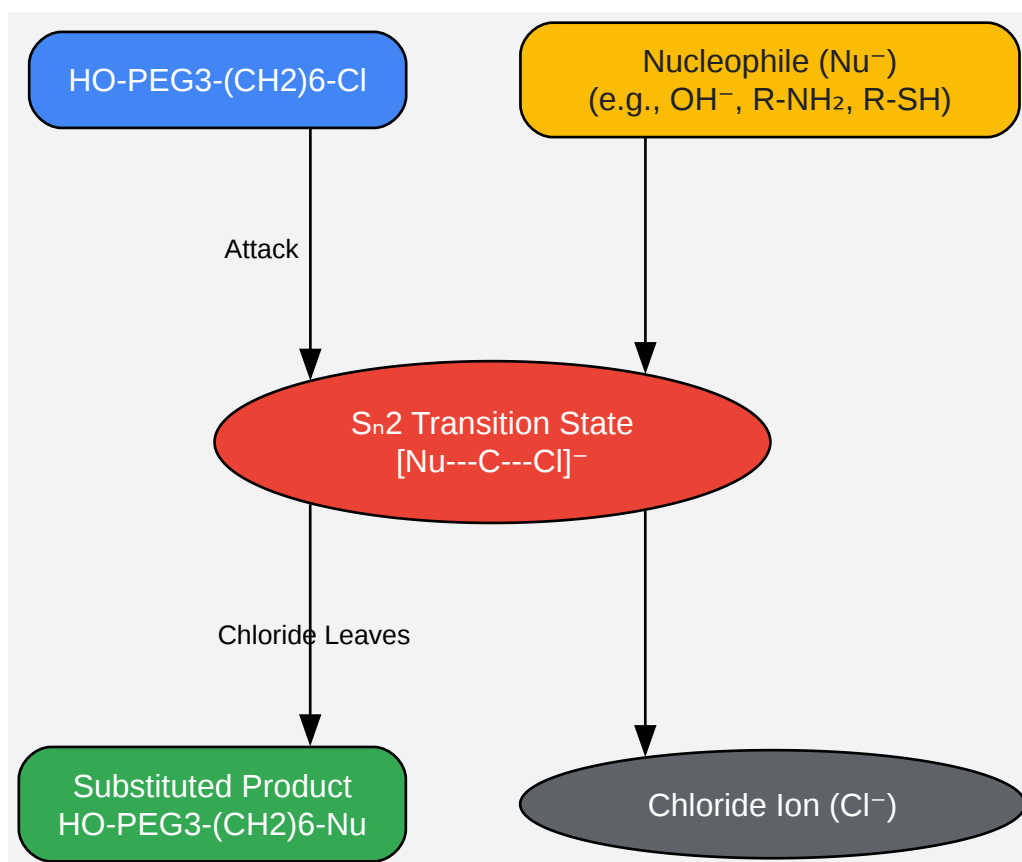 HO-PEG3-(CH2)6-Cl
Nucleophile (Nu⁻)
(e.g., OH⁻, R-NH₂, R-SH)
Attack
Sₙ2 Transition State
[Nu---C---Cl]⁻
Chloride Leaves
Substituted Product
HO-PEG3-(CH2)6-Nu
Chloride Ion (Cl⁻)